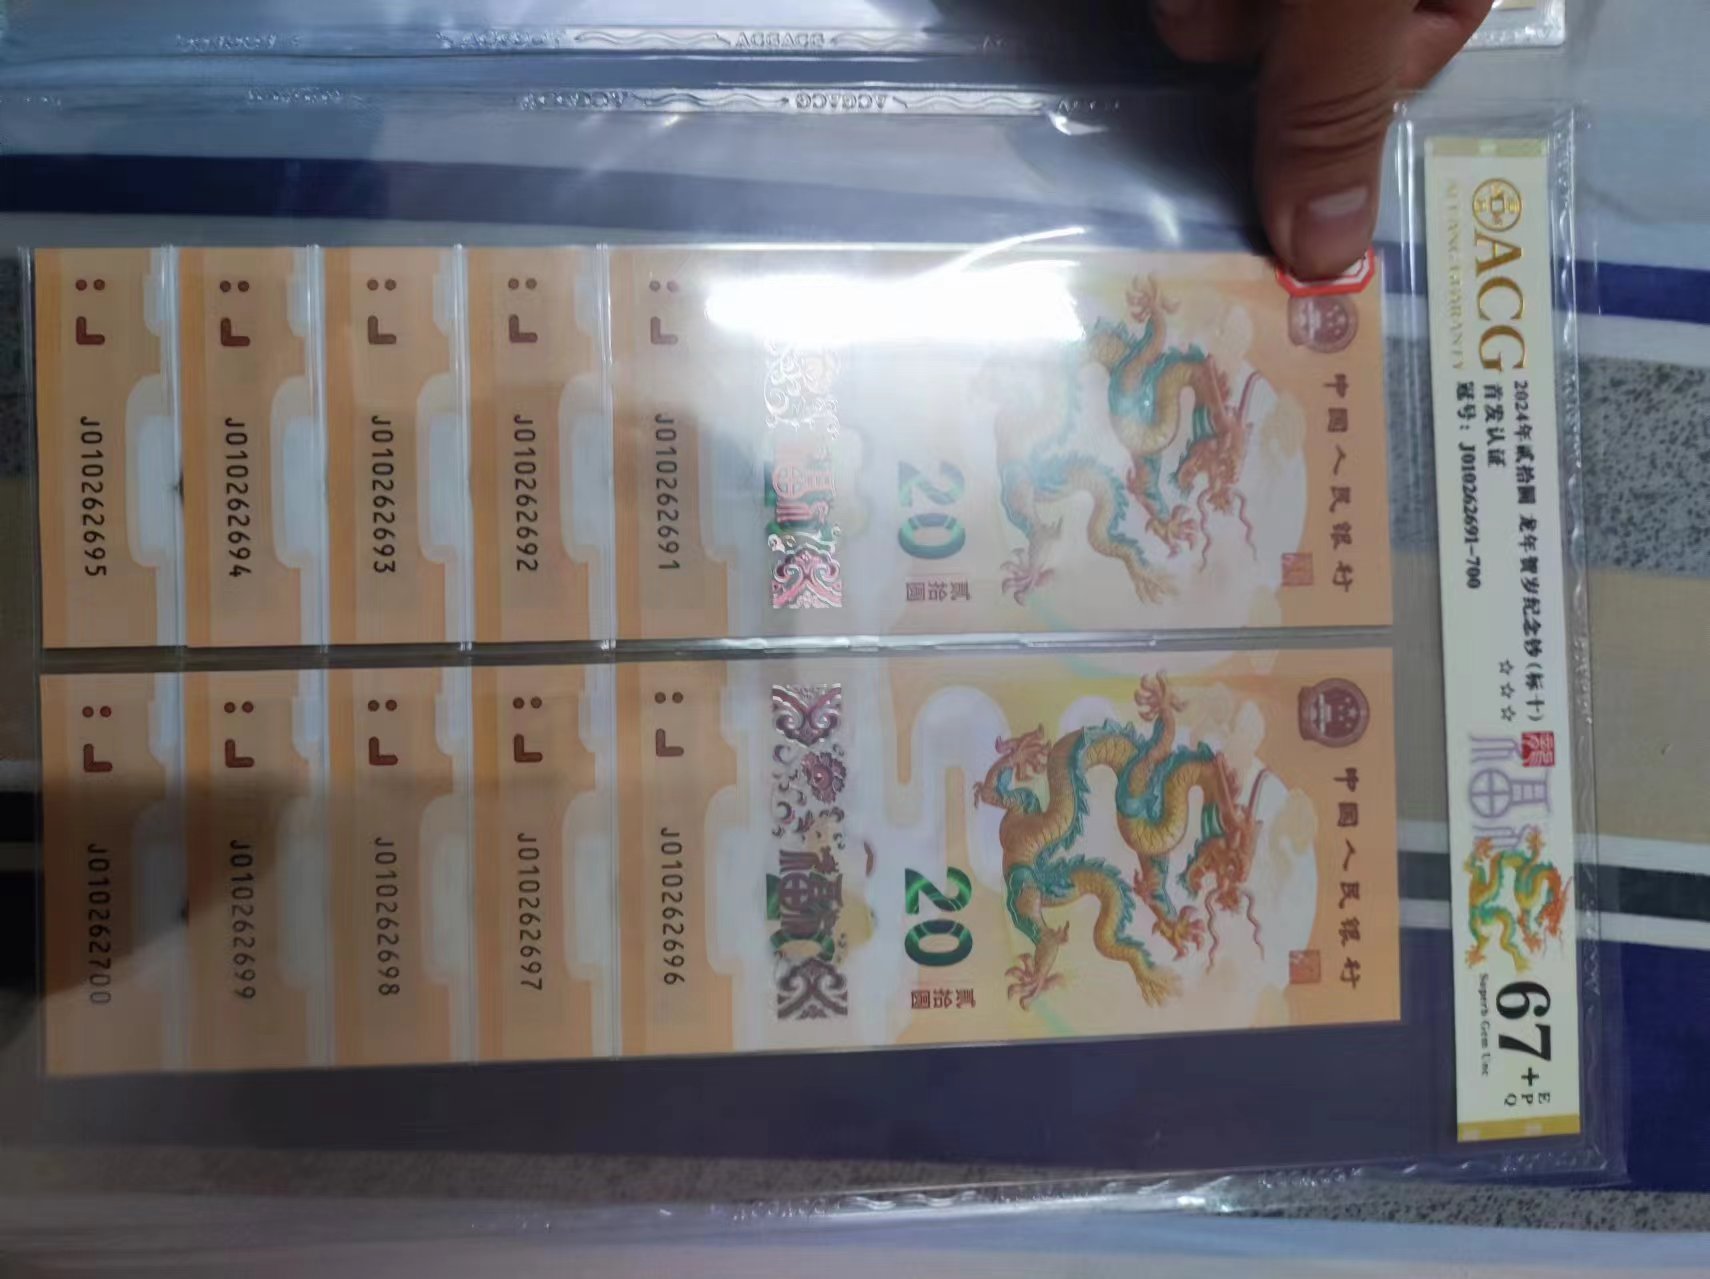 ACGACG
ACGACG
ACG
2024年贰拾圆 龙年贺岁纪念钞(标十)
首发认证
冠号：J010262691-700
☆☆☆
67+
EPQ
Superb Gem Unc
中国人民银行
20
贰拾圆
J010262691
J010262692
J010262693
J010262694
J010262695
中国人民银行
福
20
贰拾圆
J010262696
J010262697
J010262698
J010262699
J010262700